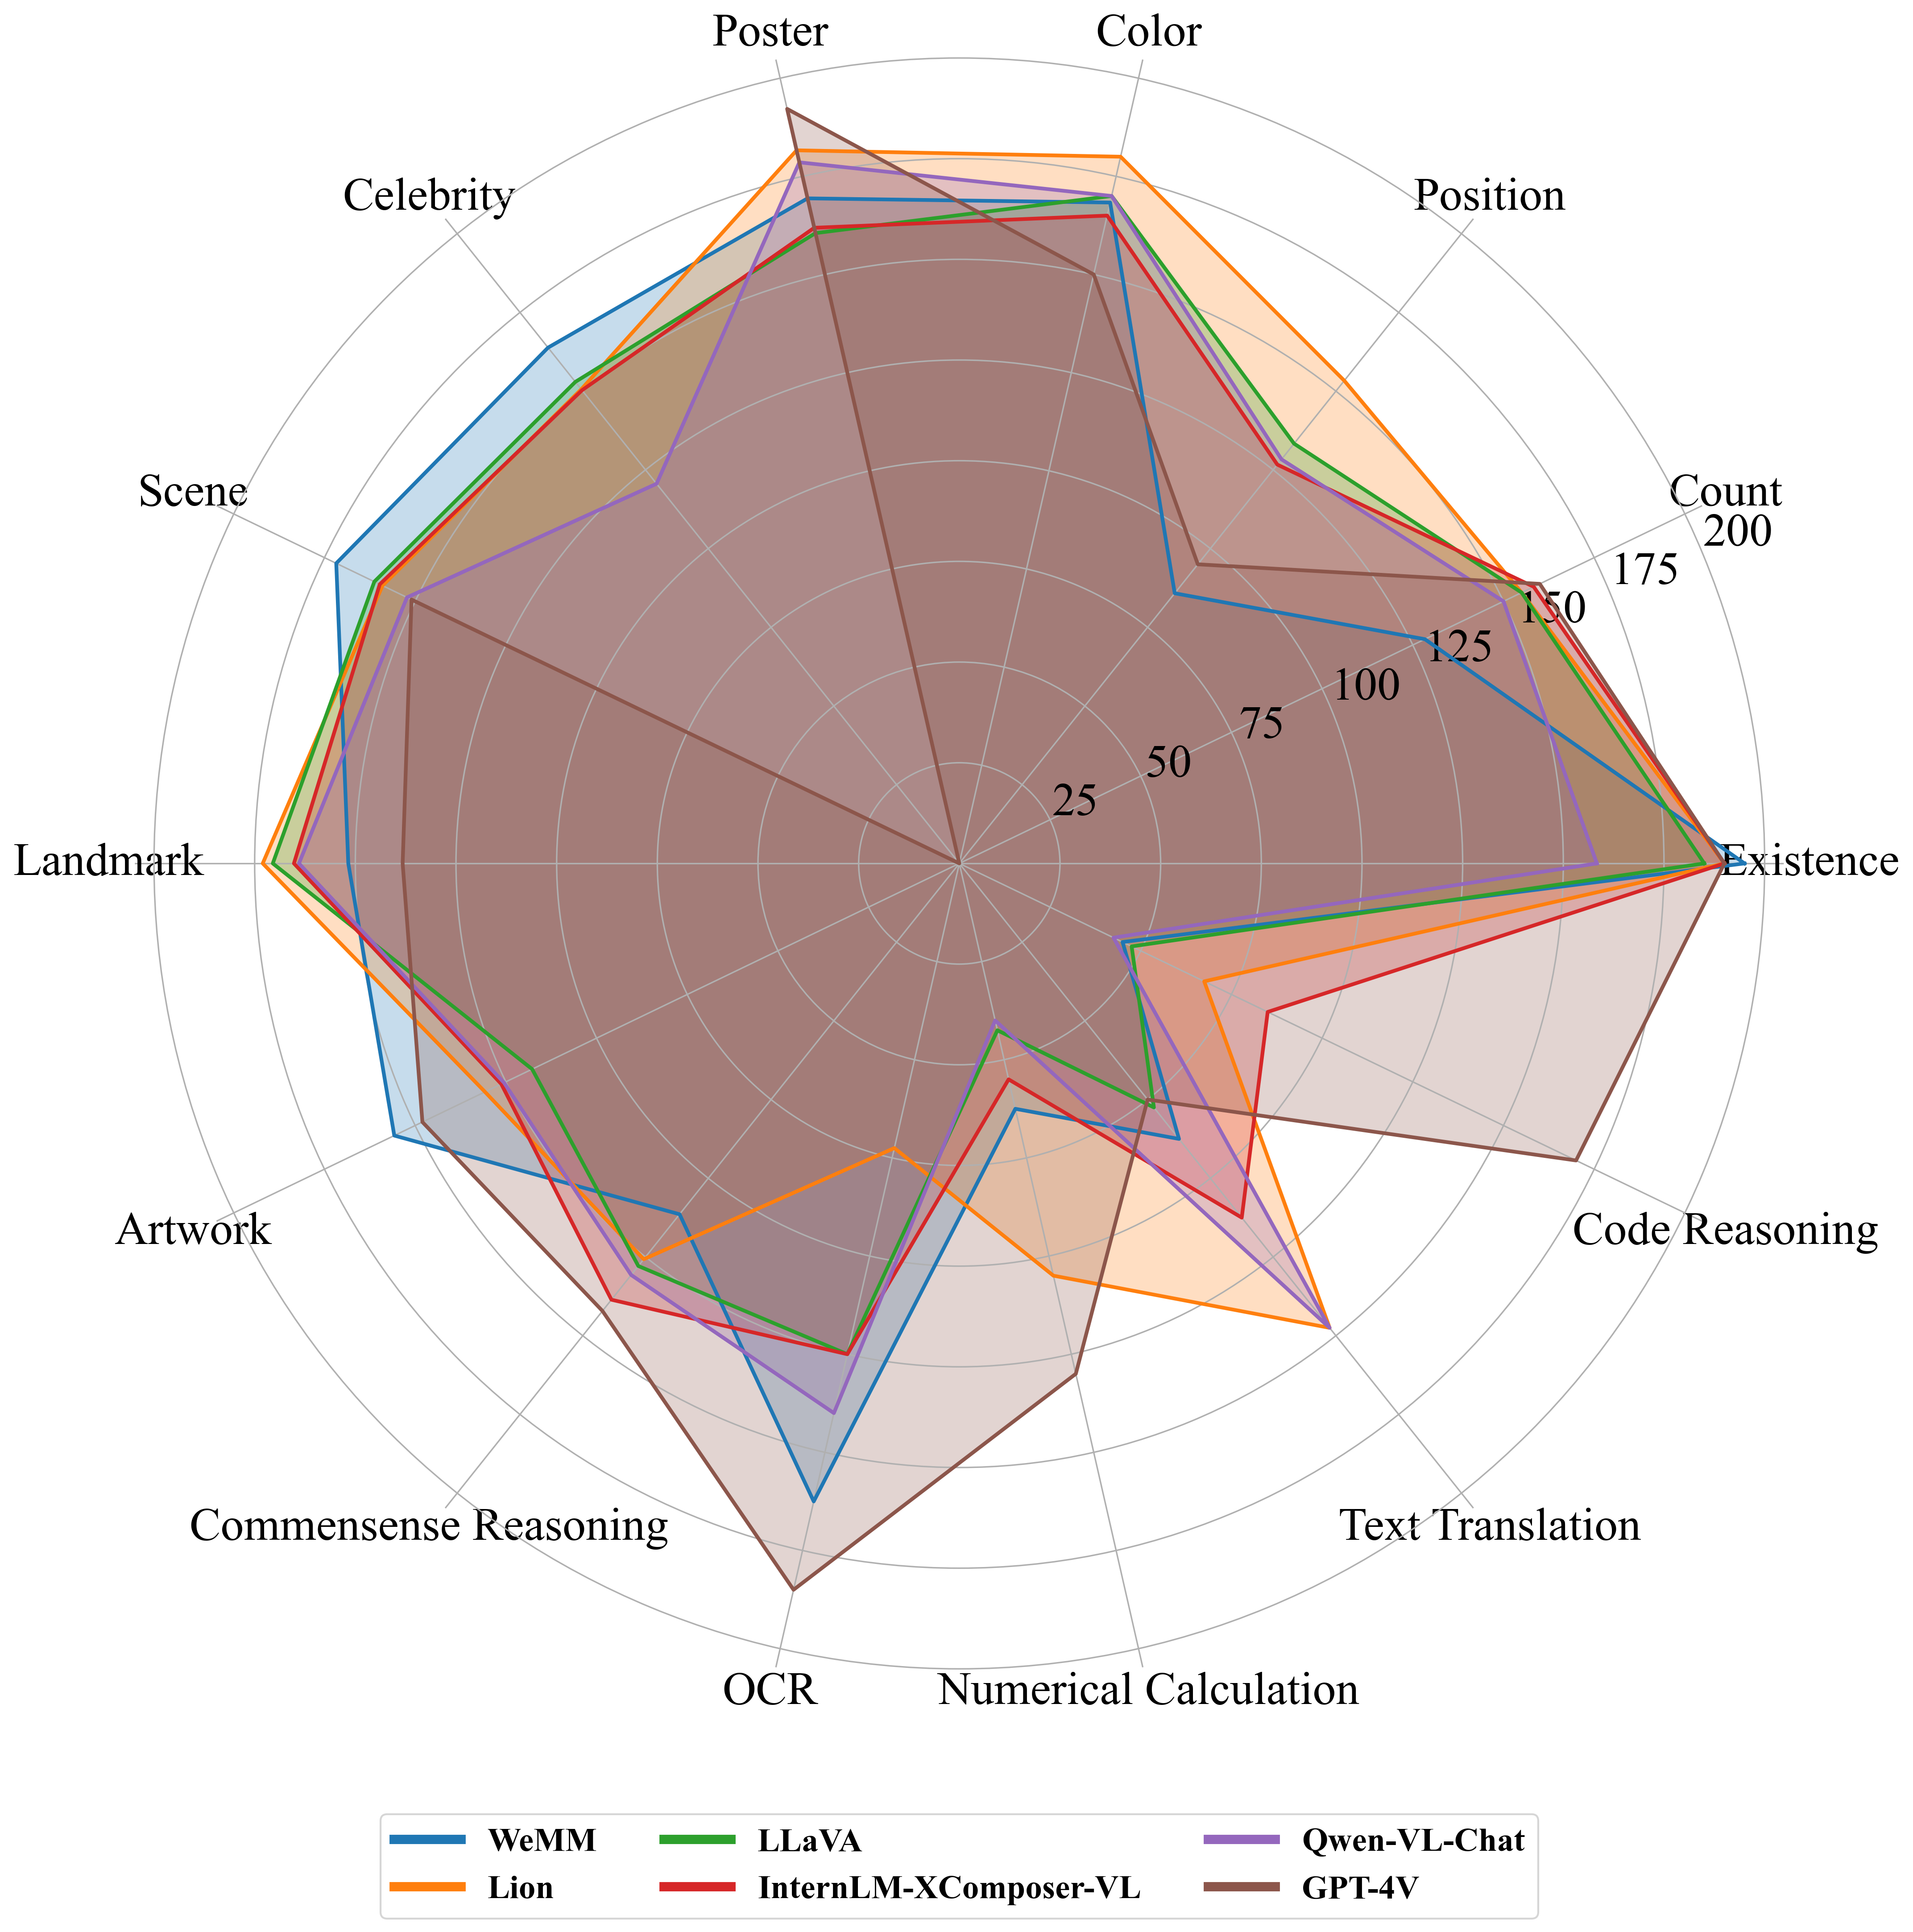 Poster
Color
Celebrity
Position
Scene
Count
200
175
150
125
100
75
50
25
Landmark
Existence
Artwork
Code Reasoning
Commensense Reasoning
Text Translation
OCR
Numerical Calculation
WeMM
LLaVA
Qwen-VL-Chat
Lion
InternLM-XComposer-VL
GPT-4V